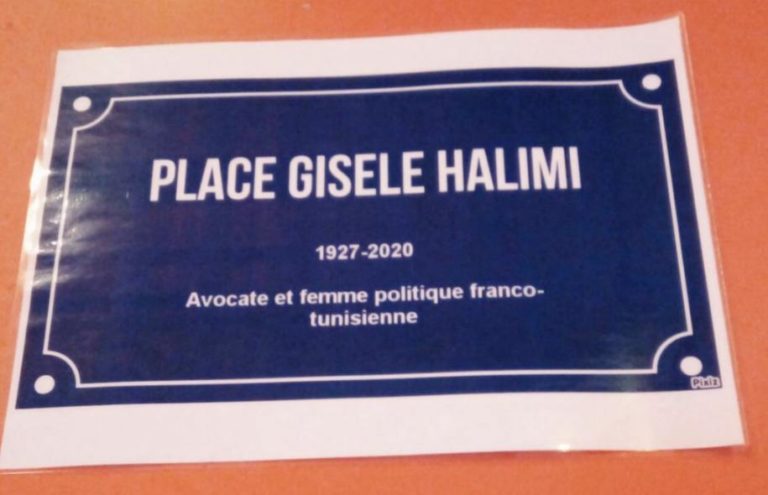 PLACE GISELE HALIMI
1927-2020
Avocate et femme politique franco-
tunisienne
Pixiz